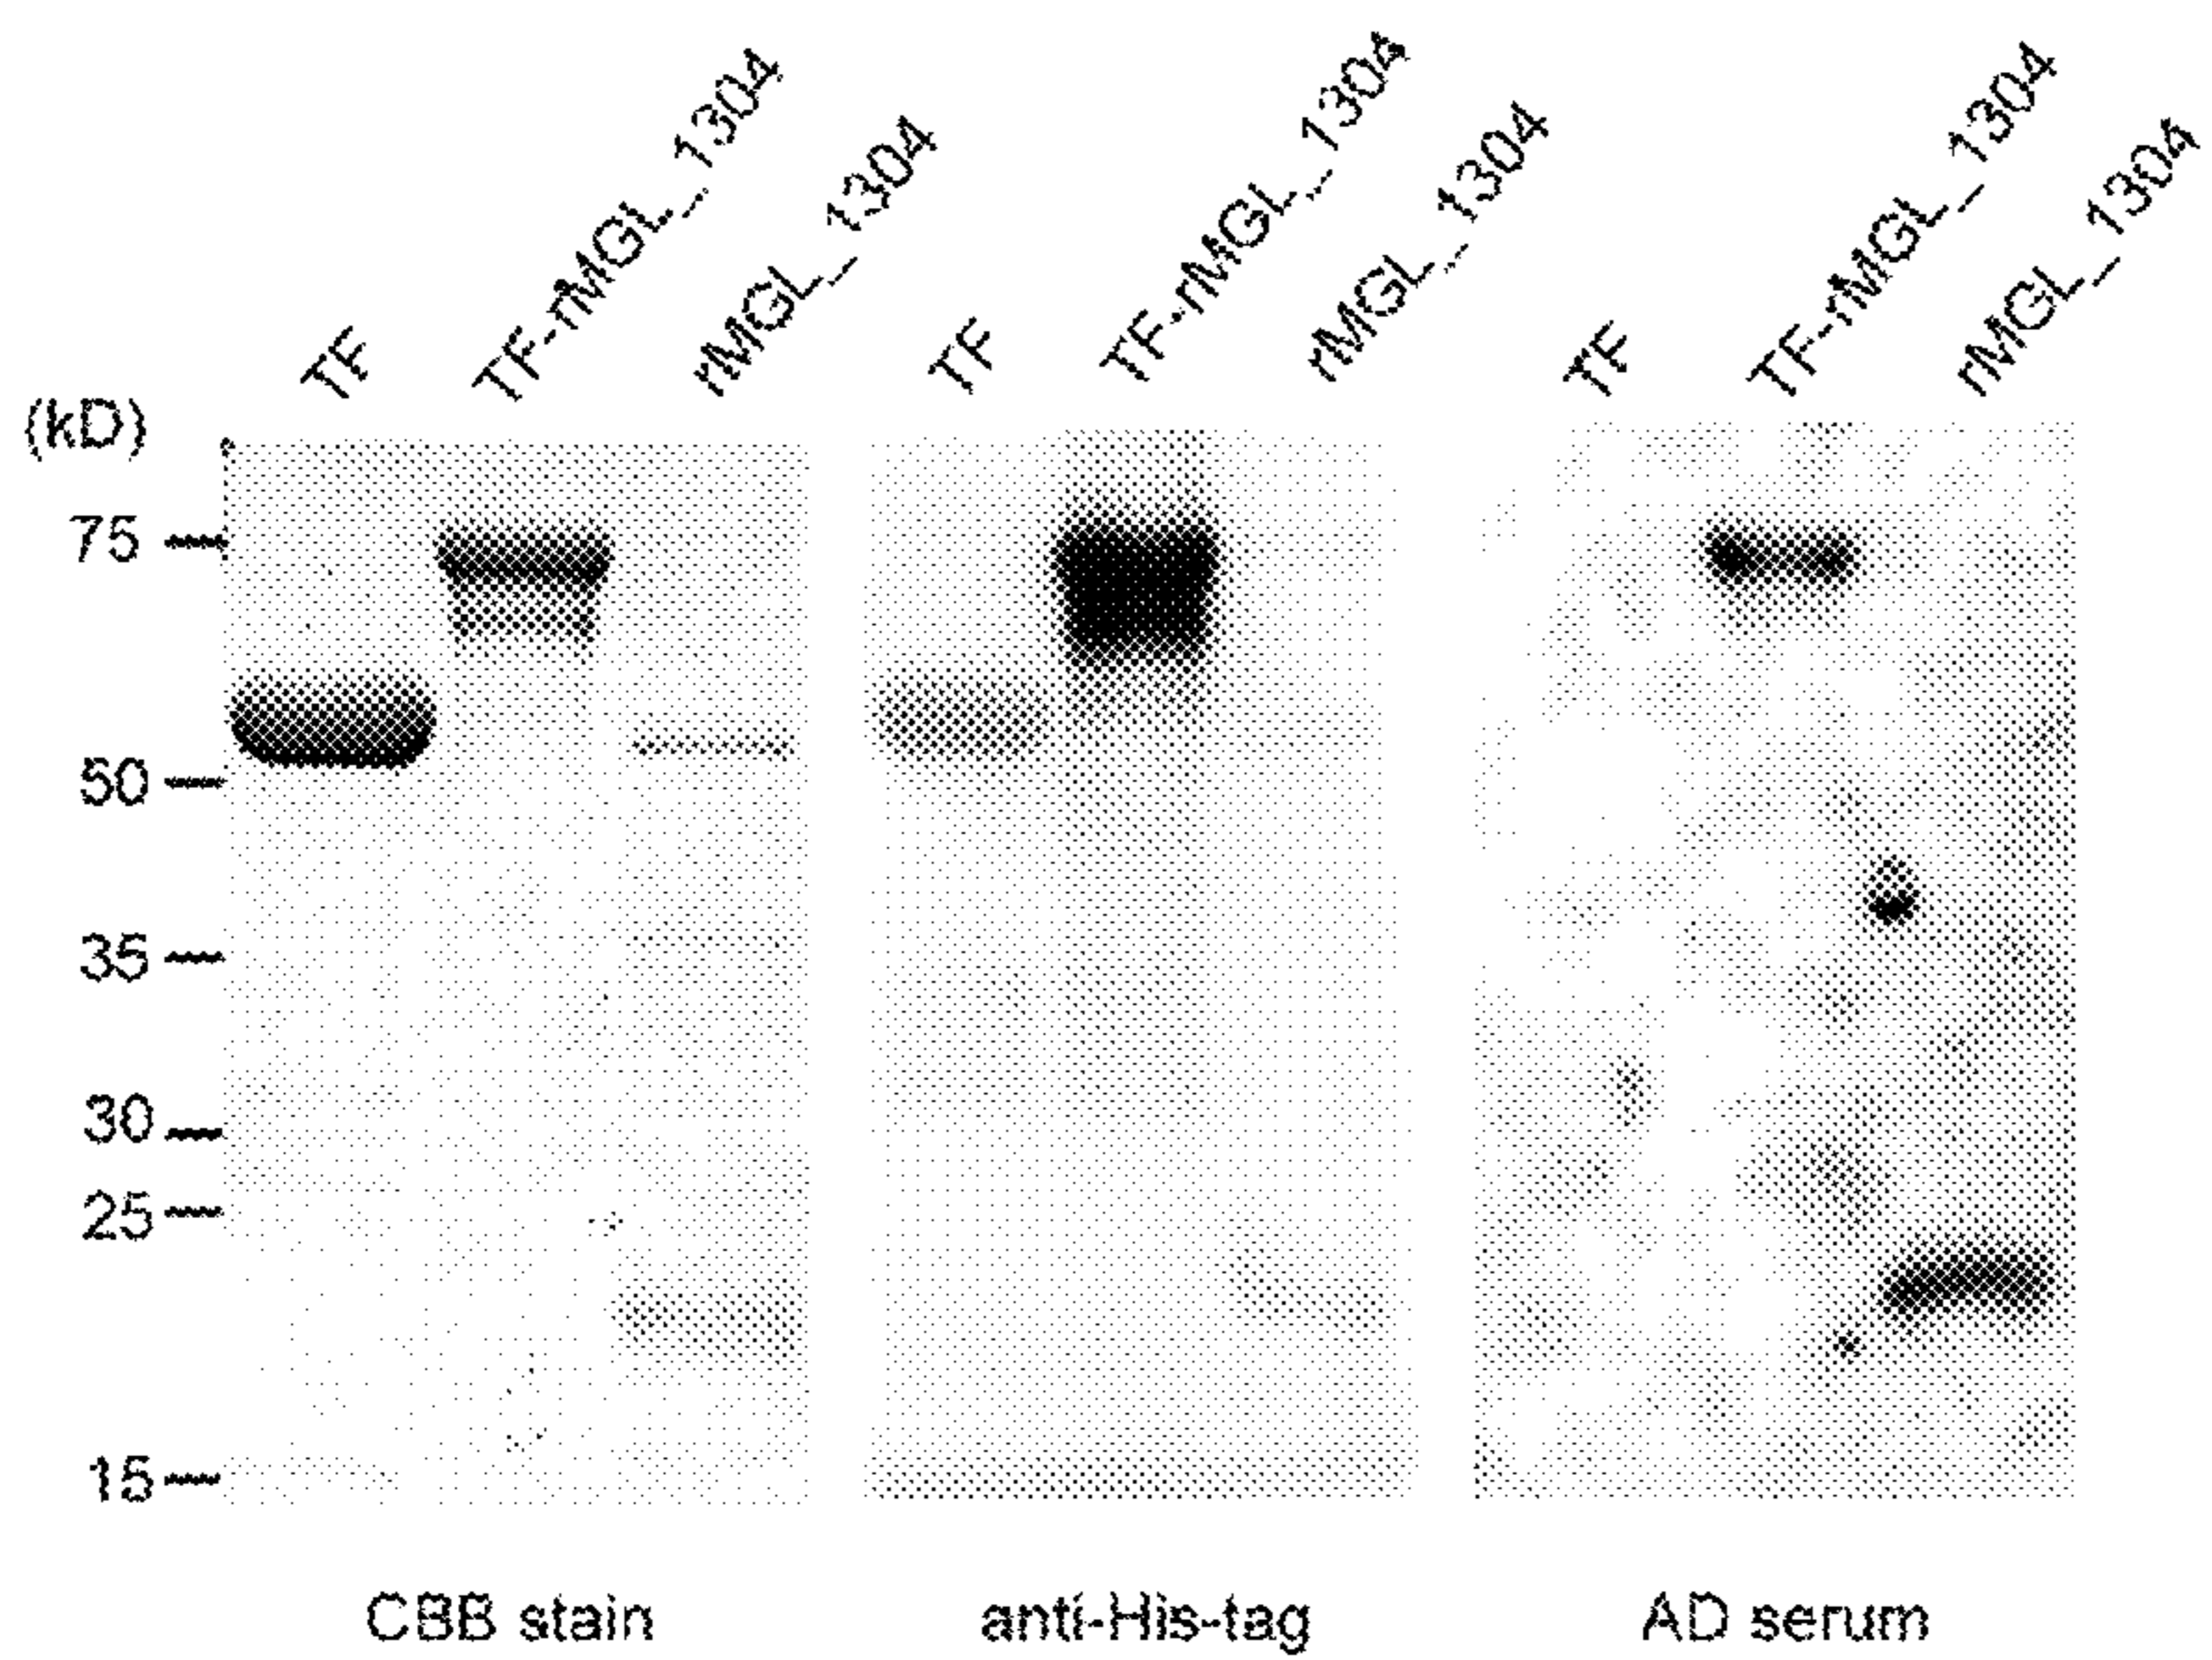 TF TF-rMGL_1304 rMGL_1304 TF TF-rMGL_1304 rMGL_1304 TF TF-rMGL_1304 rMGL_1304
(kD)
75
50
35
30
25
15
CBB stain anti-His-tag AD serum